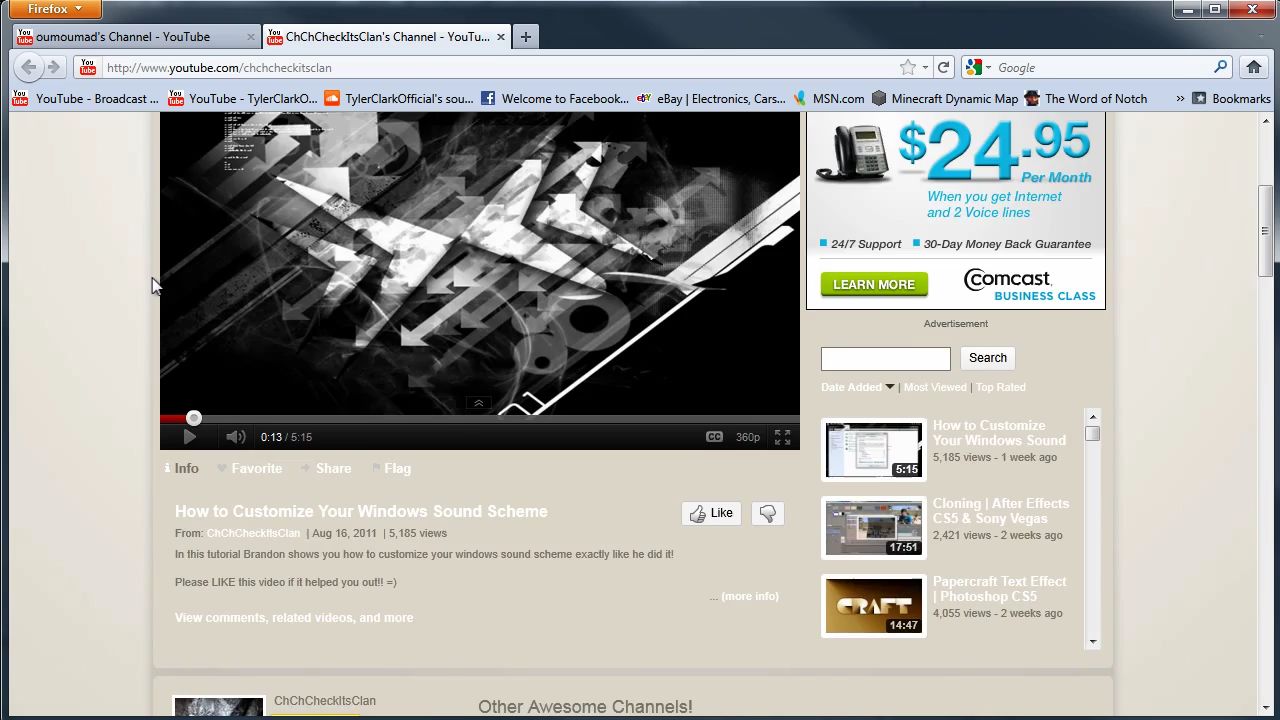 Firefox
You Tube
oumoumad's Channel - YouTube
You Tube
ChChCheckItsClan's Channel - YouTu...
You Tube
http://www.youtube.com/chchcheckitsclan
Google
YouTube - Broadcast ...
YouTube - TylerClarkO...
TylerClarkOfficial's sou...
Welcome to Facebook...
eBay | Electronics, Cars...
MSN.com
Minecraft Dynamic Map
The Word of Notch
»
Bookmarks
$24.95
Per Month
When you get Internet
and 2 Voice lines
24/7 Support
30-Day Money Back Guarantee
LEARN MORE
comcast.
BUSINESS CLASS
Advertisement
Search
Date Added | Most Viewed | Top Rated
How to Customize
Your Windows Sound
5,185 views - 1 week ago
5:15
Cloning | After Effects
CS5 & Sony Vegas
2,421 views - 2 weeks ago
17:51
Papercraft Text Effect
| Photoshop CS5
4,055 views - 2 weeks ago
CRAFT
14:47
0:13 / 5:15
CC
360p
Info
Favorite
Share
Flag
How to Customize Your Windows Sound Scheme
Like
From: ChChCheckItsClan | Aug 16, 2011 | 5,185 views
In this tutorial Brandon shows you how to customize your windows sound scheme exactly like he did it!
Please LIKE this video if it helped you out!! =)
... (more info)
View comments, related videos, and more
ChChCheckItsClan
Other Awesome Channels!